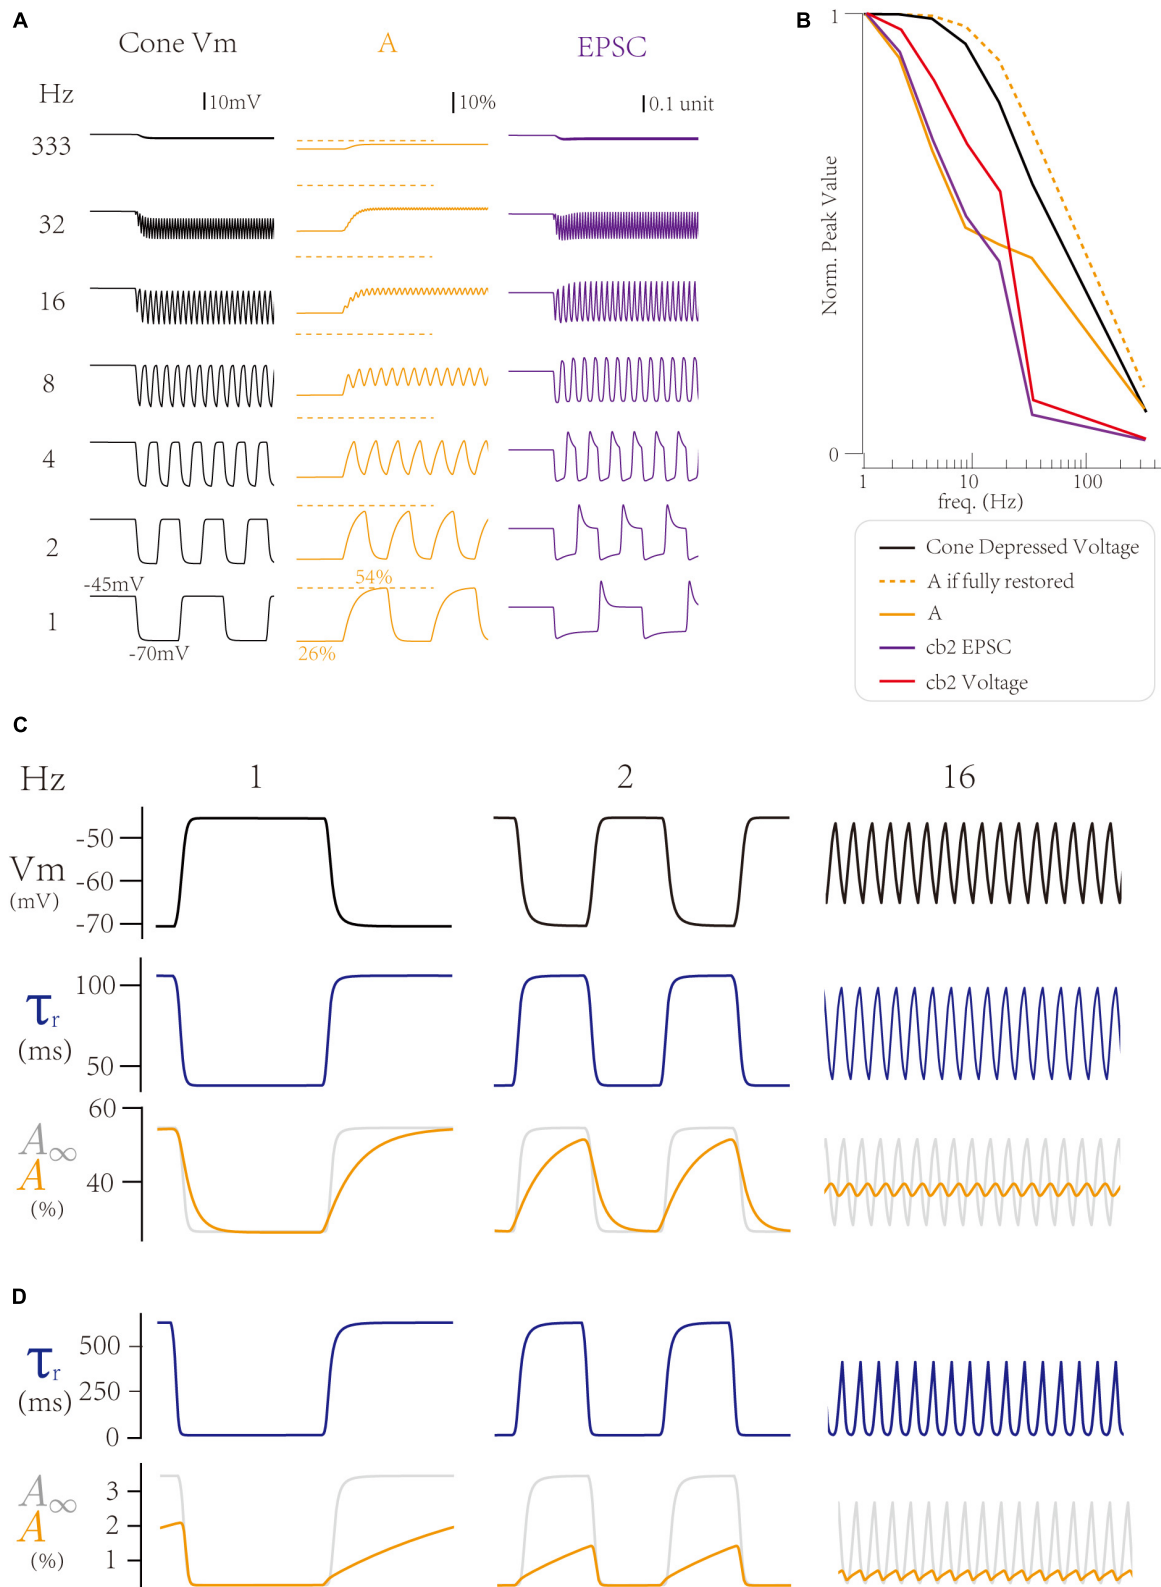 A
Cone Vm
A
EPSC
Hz
10mV
10%
0.1 unit
333
32
16
8
4
2
1
-45mV
-70mV
54%
26%
B
1
0
Norm. Peak Value
1
10
100
freq. (Hz)
Cone Depressed Voltage
A if fully restored
A
cb2 EPSC
cb2 Voltage
C
Hz
1
2
16
Vm
(mV)
-50
-60
-70
τr
(ms)
100
50
A∞
A
(%)
60
40
D
τr
(ms)
500
250
0
A∞
A
(%)
3
2
1